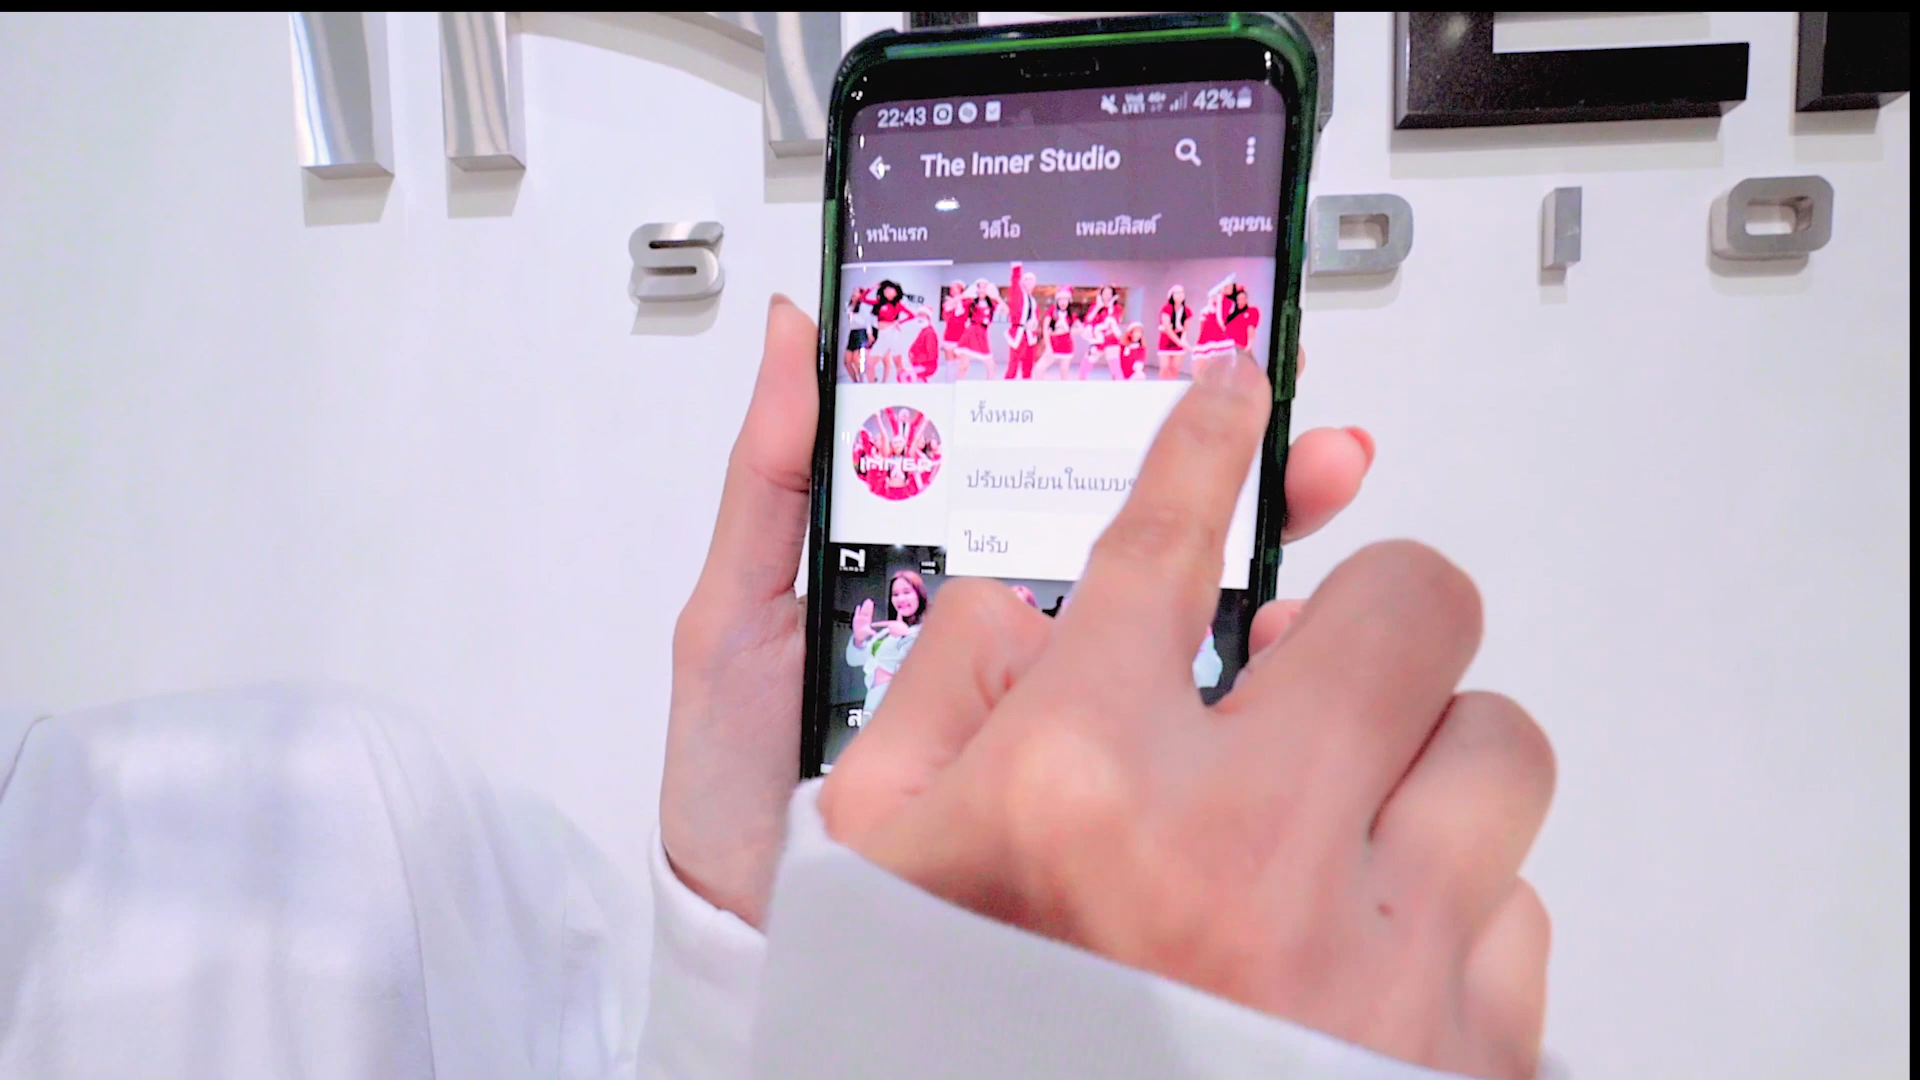 22:43
42%
The Inner Studio
หน้าแรก วิดีโอ เพลย์ลิสต์ ชุมชน
ทั้งหมด
ปรับเปลี่ยนในแบบ
ไม่รับ
INNER
S D I O